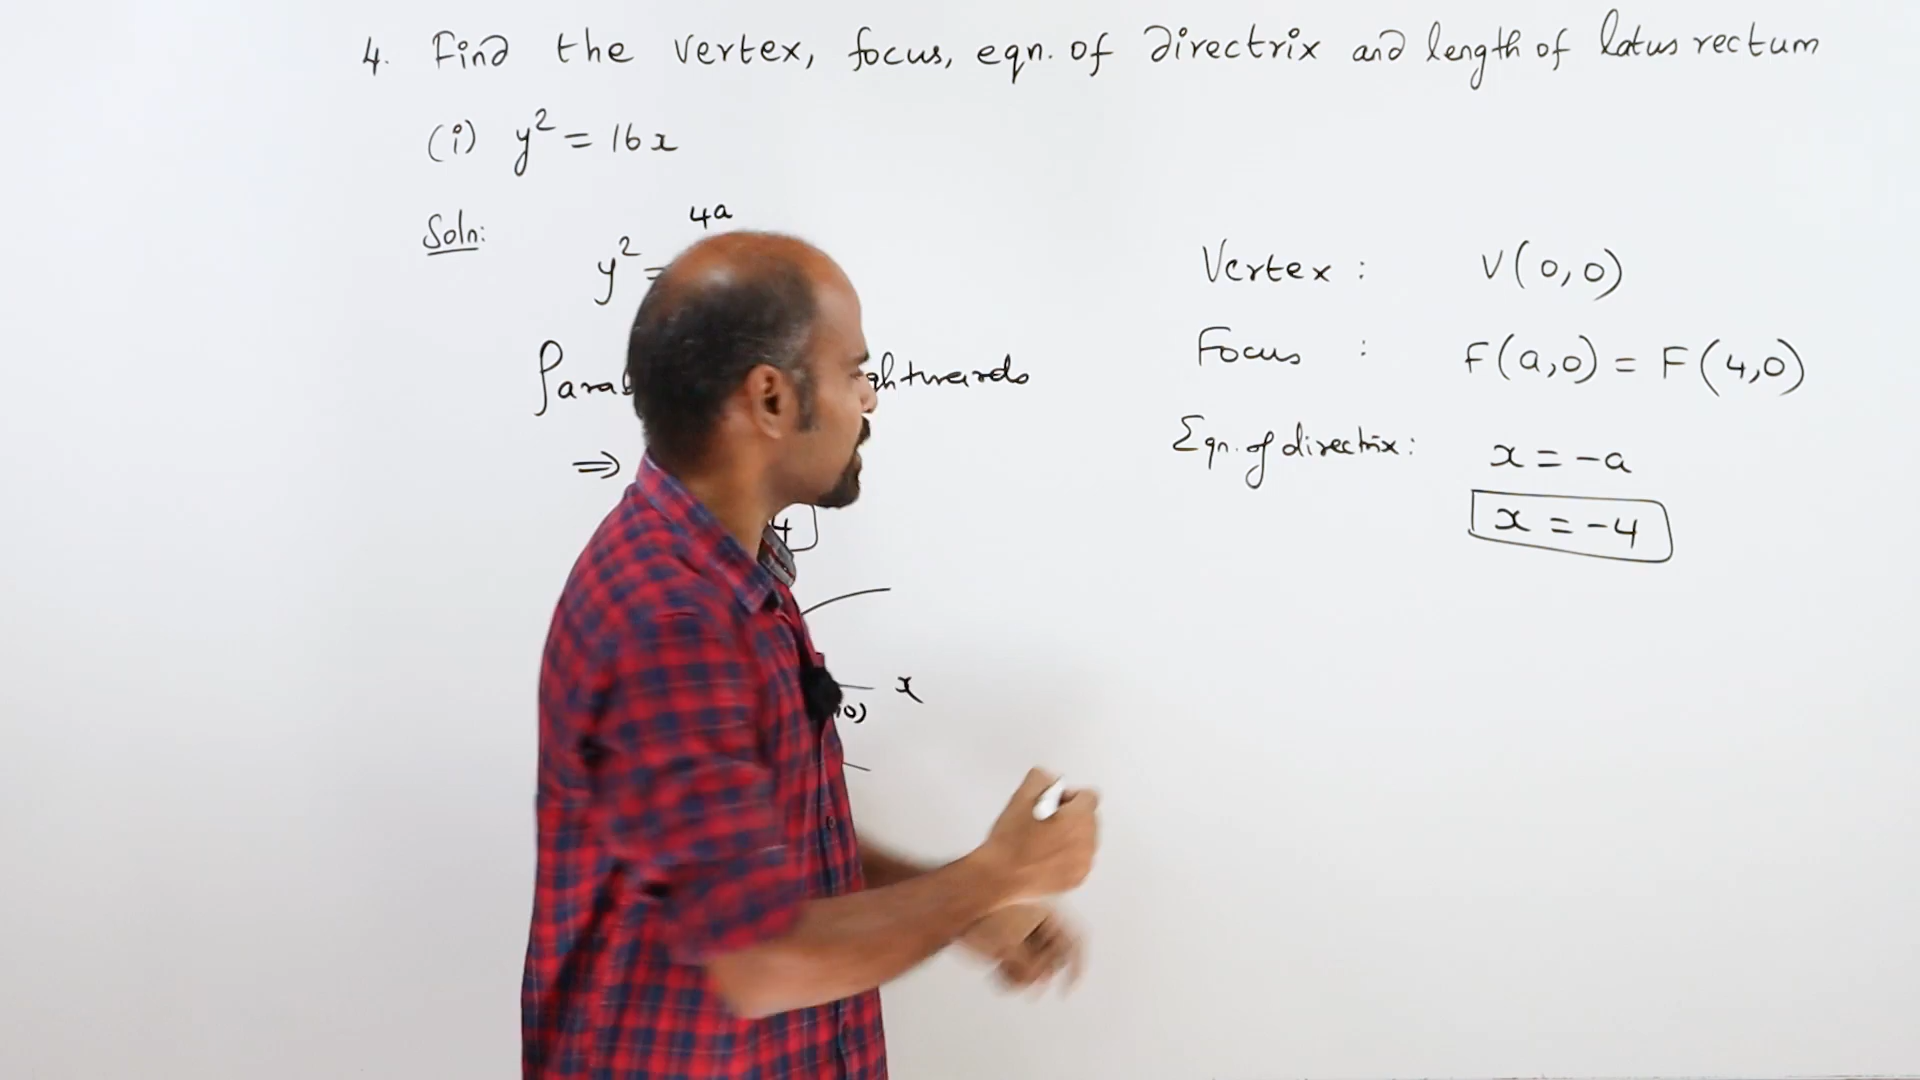 4. Find the vertex, focus, eqn. of directrix and length of latus rectum
(i) y² = 16x
Soln:
4a
y² =
⇒
4
x
Vertex : V(0,0)
Focus : F(a,0) = F(4,0)
Eqn. of directrix: x = -a
x = -4